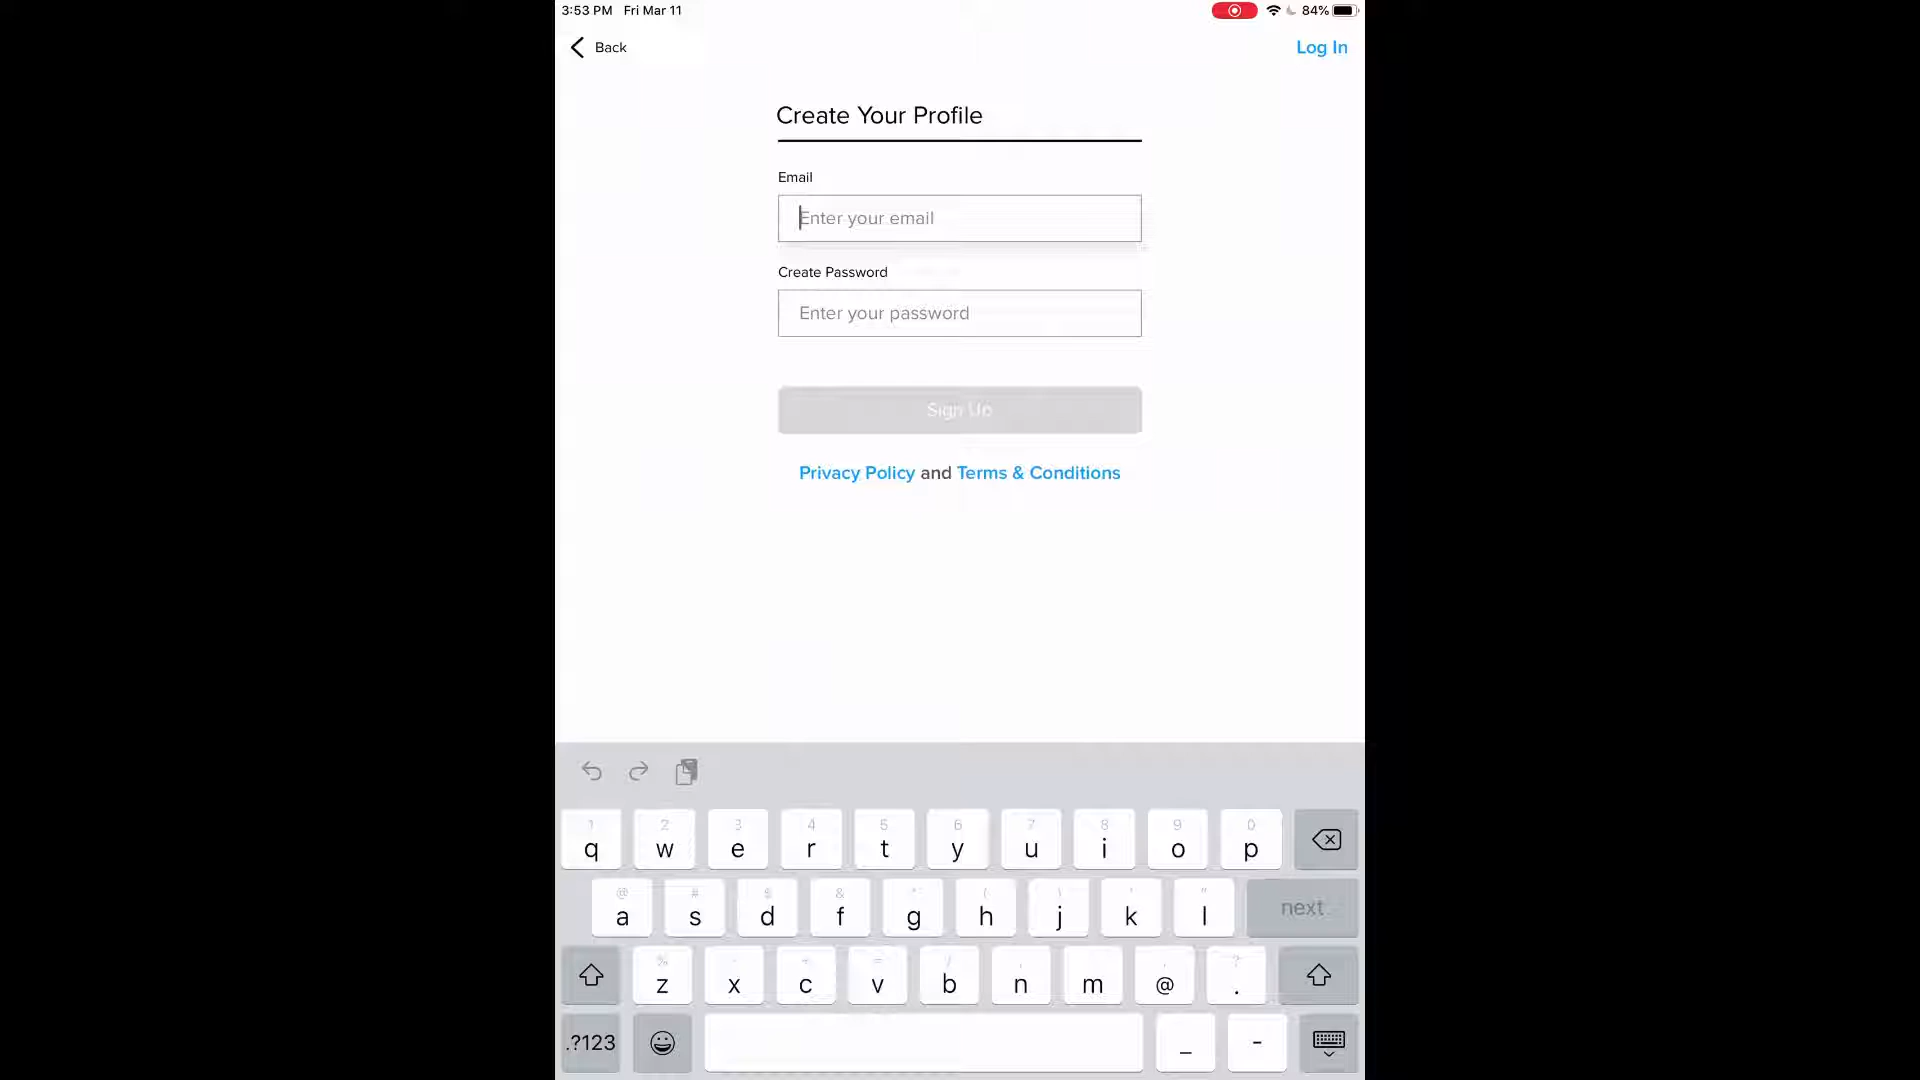 3:53 PM Fri Mar 11 84%
Back
Log In
Create Your Profile
Email
Enter your email
Create Password
Enter your password
Sign Up
Privacy Policy and Terms & Conditions
1 2 3 4 5 6 7 8 9 0
q w e r t y u i o p
@ # $ & * ( ) ' "
a s d f g h j k l next
% - + = /
z x c v b n m @ .
.?123 _ -